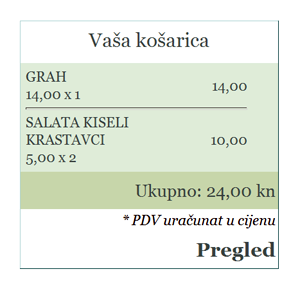 Vaša košarica
GRAH
14,00 x 1 14,00
SALATA KISELI
KRASTAVCI
5,00 x 2 10,00
Ukupno: 24,00 kn
* PDV uračunat u cijenu
Pregled